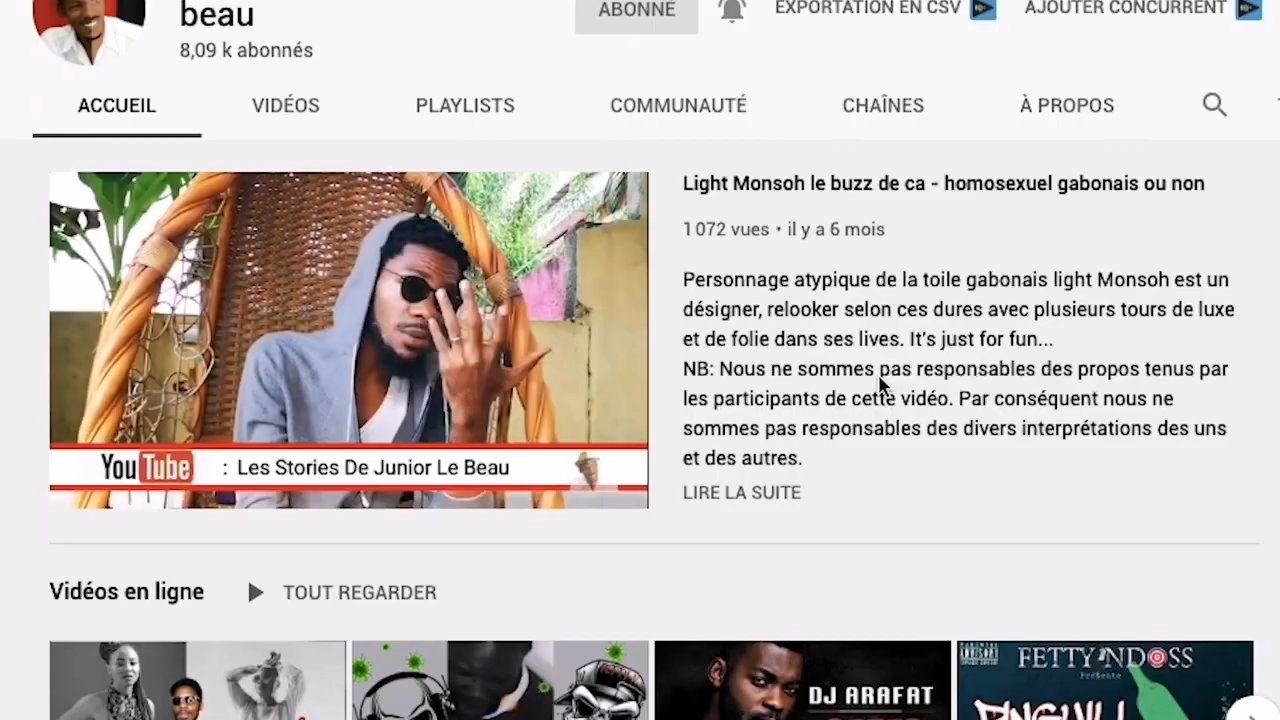 beau
8,09 k abonnés
ABONNÉ
EXPORTATION EN CSV
AJOUTER CONCURRENT
ACCUEIL
VIDÉOS
PLAYLISTS
COMMUNAUTÉ
CHAÎNES
À PROPOS
YouTube : Les Stories De Junior Le Beau
Light Monsoh le buzz de ca - homosexuel gabonais ou non
1 072 vues • il y a 6 mois
Personnage atypique de la toile gabonais light Monsoh est un
désigner, relooker selon ces dures avec plusieurs tours de luxe
et de folie dans ses lives. It's just for fun...
NB: Nous ne sommes pas responsables des propos tenus par
les participants de cette vidéo. Par conséquent nous ne
sommes pas responsables des divers interprétations des uns
et des autres.
LIRE LA SUITE
Vidéos en ligne
TOUT REGARDER
DJ ARAFAT
FETTY NDOSS
Présente